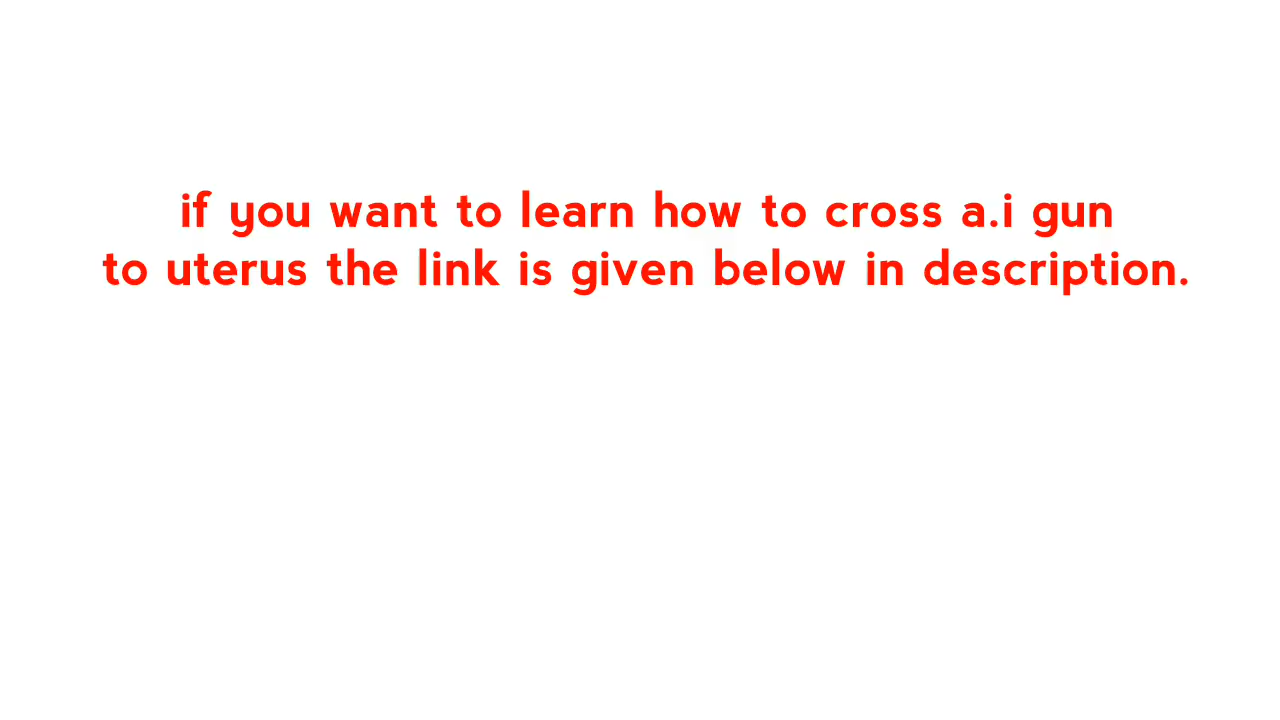 if you want to learn how to cross a.i gun
to uterus the link is given below in description.